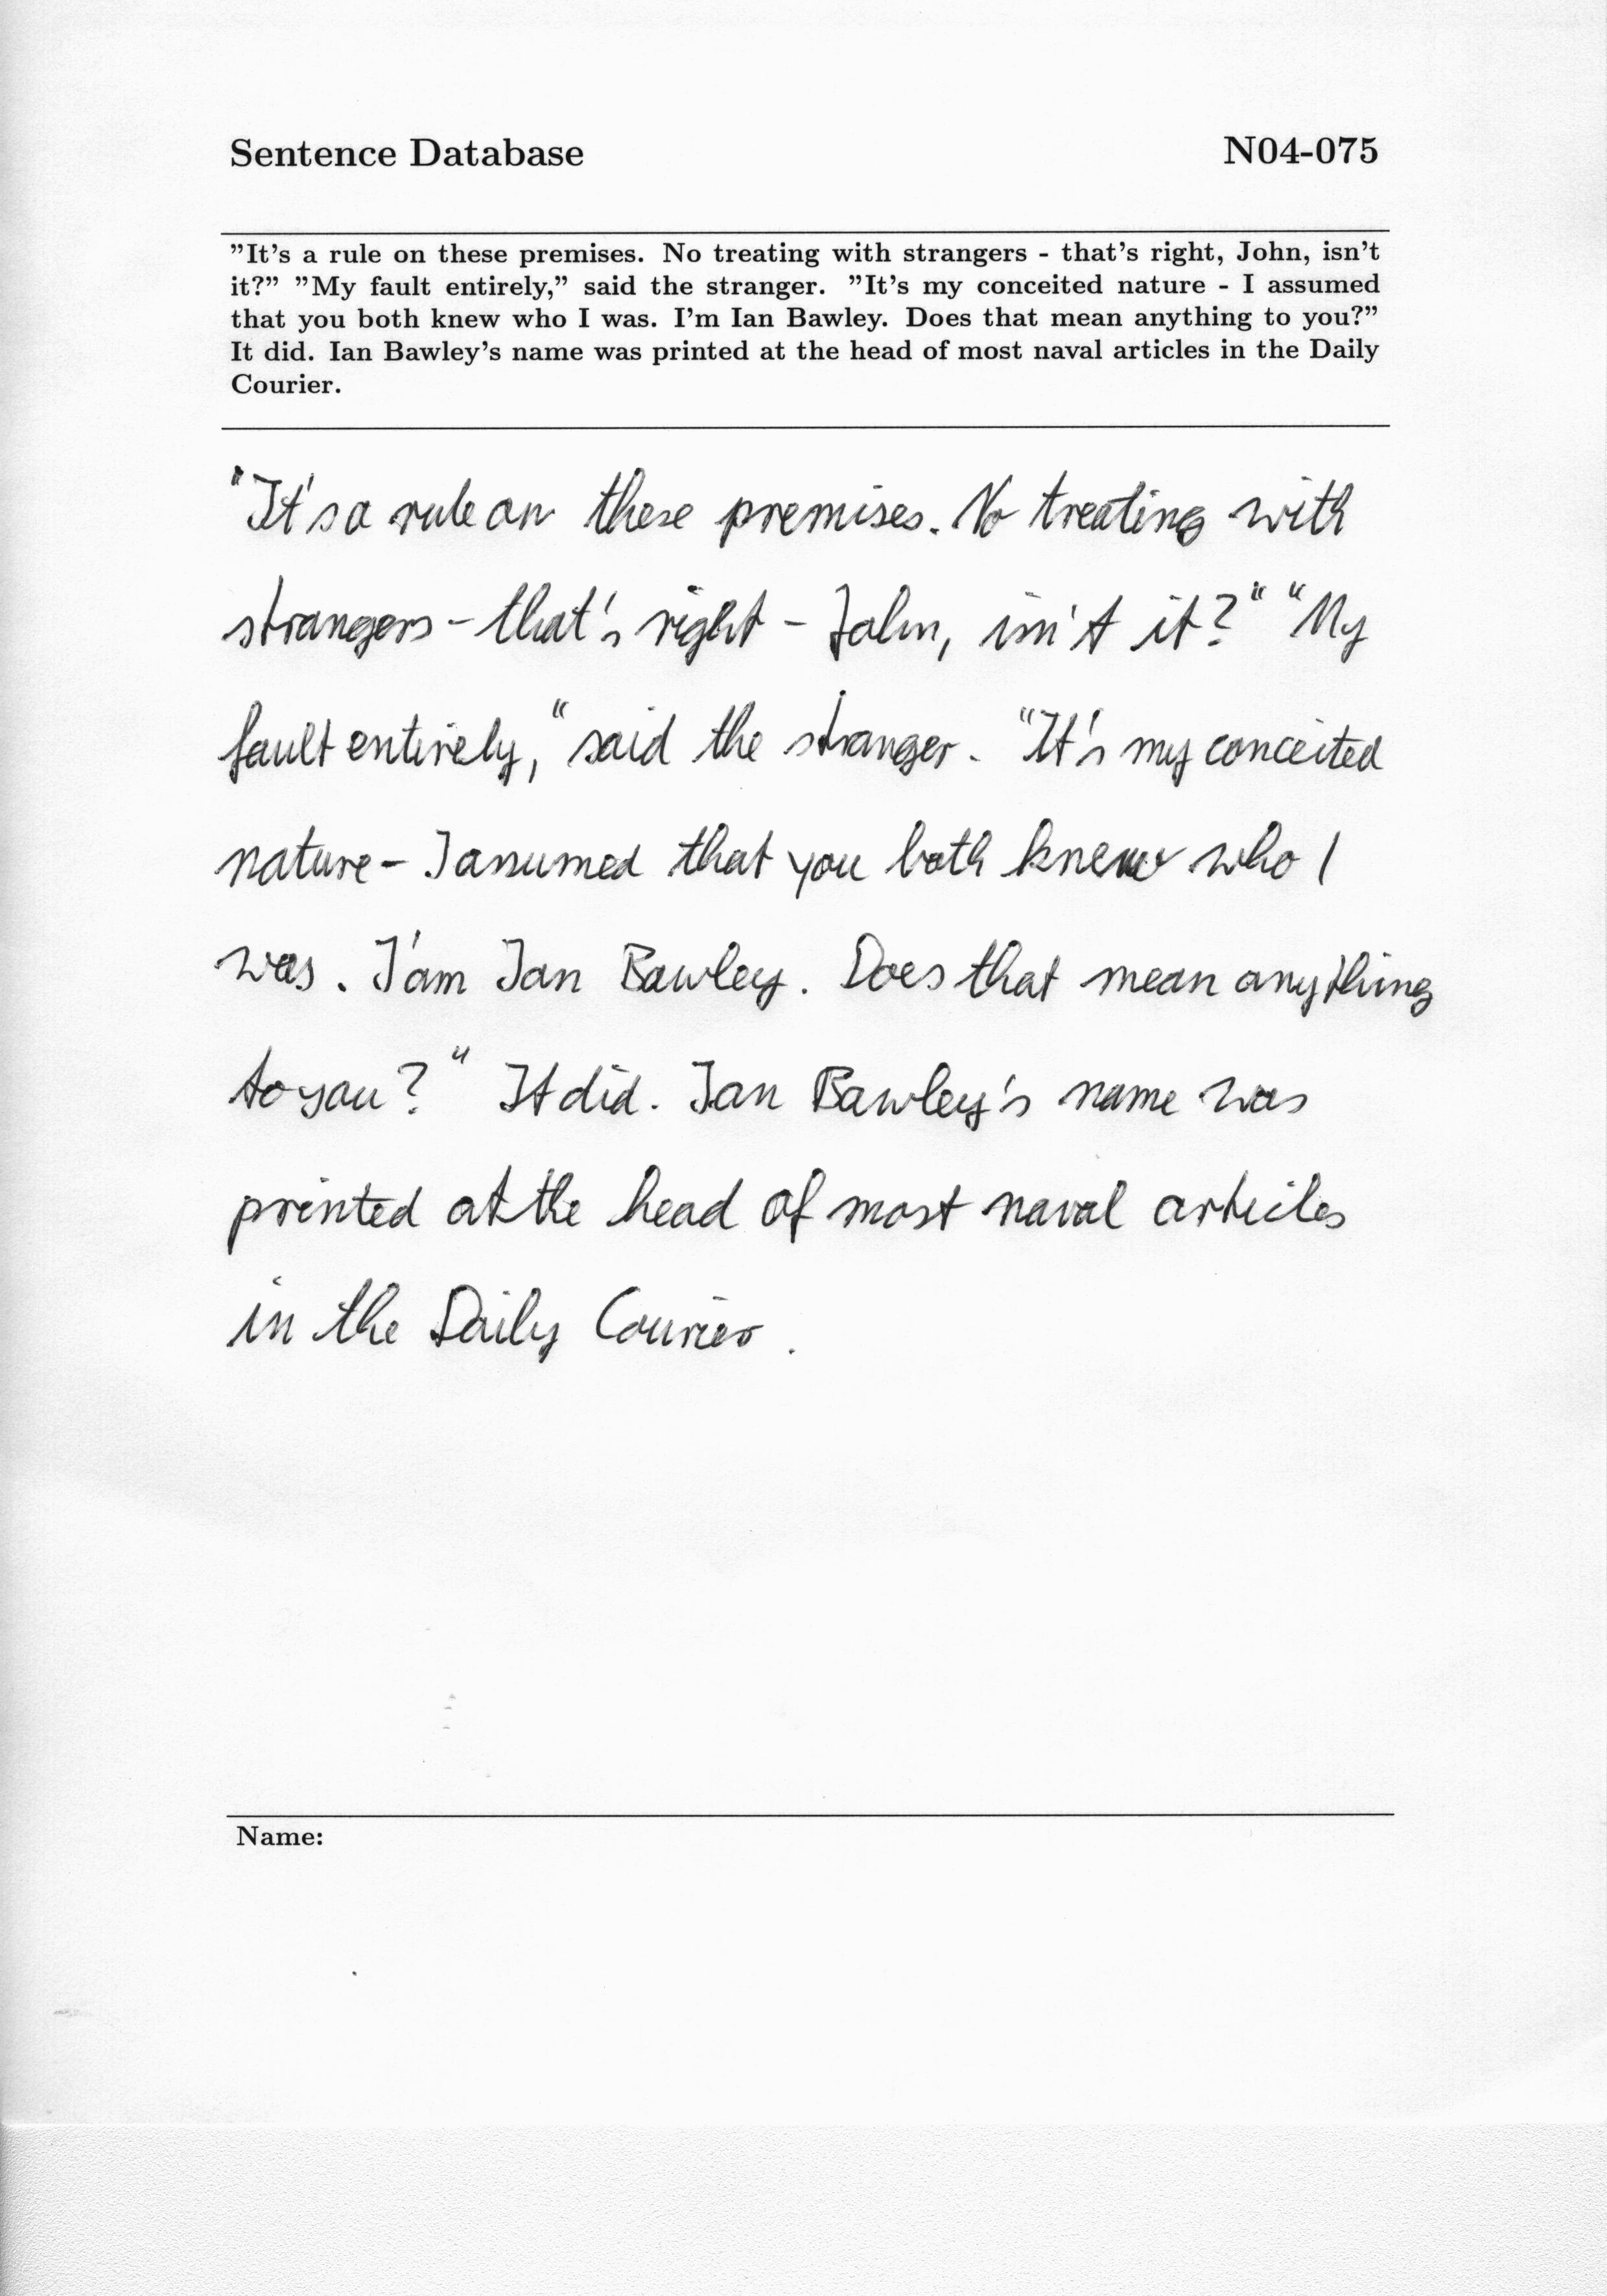 Sentence Database N04-075
"It's a rule on these premises. No treating with strangers - that's right, John, isn't
it?" "My fault entirely," said the stranger. "It's my conceited nature - I assumed
that you both knew who I was. I'm Ian Bawley. Does that mean anything to you?"
It did. Ian Bawley's name was printed at the head of most naval articles in the Daily
Courier.
"It's a rule on these premises. No treating with
strangers - that's right - John, isn't it?" "My
fault entirely," said the stranger. "It's my conceited
nature - I assumed that you both knew who I
was. I'am Ian Bawley. Does that mean anything
to you?" It did. Ian Bawley's name was
printed at the head of most naval articles
in the Daily Courier.
Name: